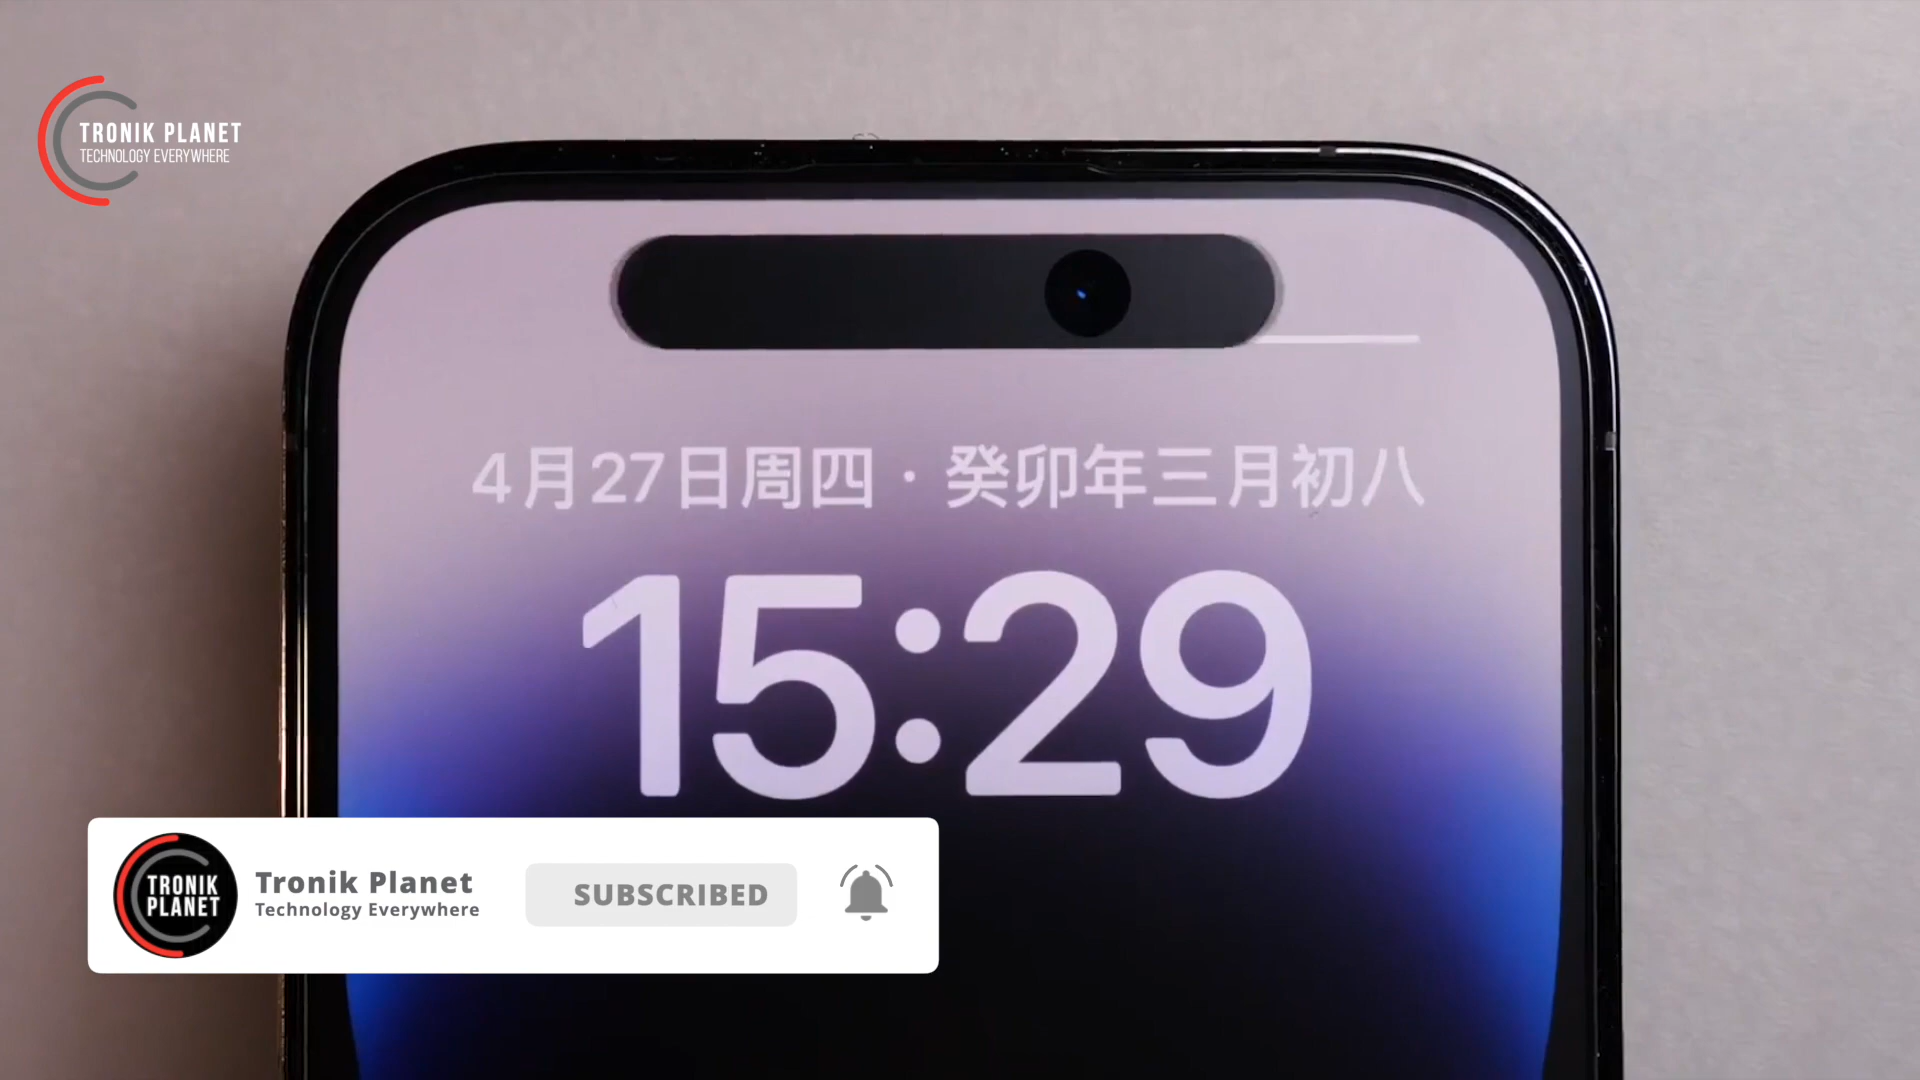 TRONIK PLANET
TECHNOLOGY EVERYWHERE
4月27日周四 · 癸卯年三月初八
15:29
TRONIK
PLANET
Tronik Planet
Technology Everywhere
SUBSCRIBED